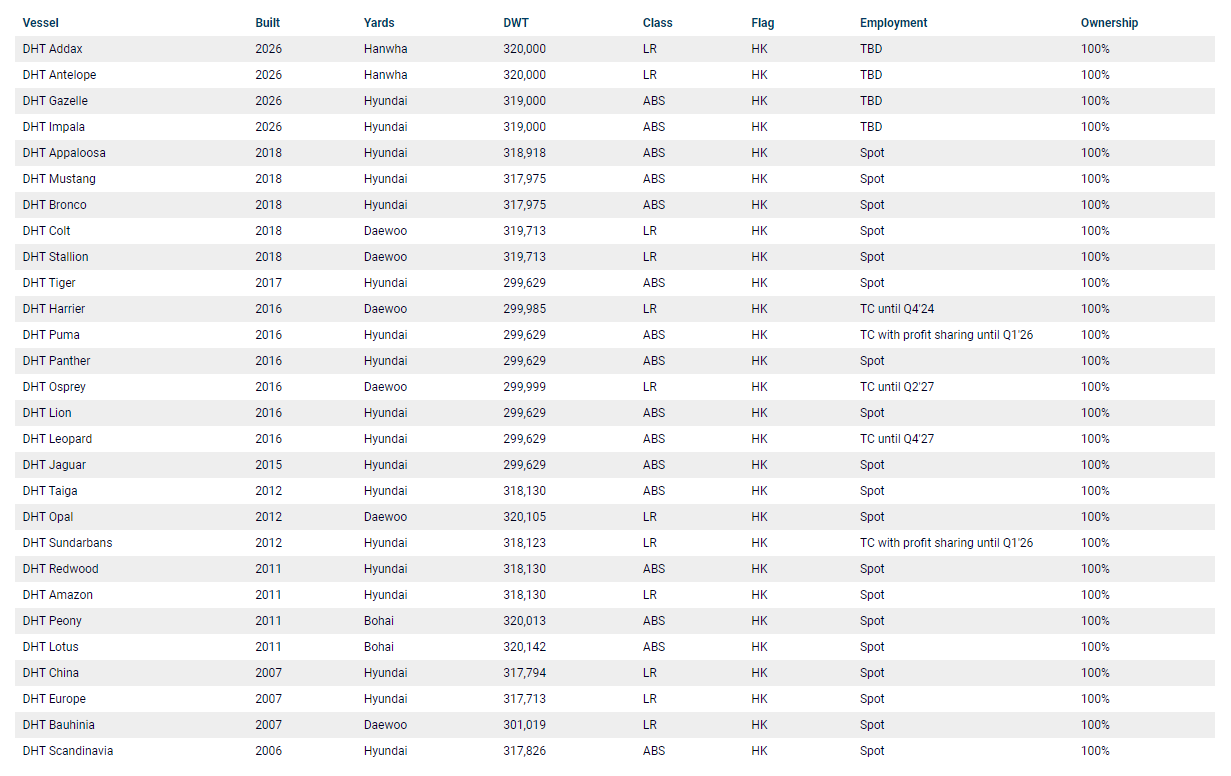 Vessel Built Yards DWT Class Flag Employment Ownership
DHT Addax 2026 Hanwha 320,000 LR HK TBD 100%
DHT Antelope 2026 Hanwha 320,000 LR HK TBD 100%
DHT Gazelle 2026 Hyundai 319,000 ABS HK TBD 100%
DHT Impala 2026 Hyundai 319,000 ABS HK TBD 100%
DHT Appaloosa 2018 Hyundai 318,918 ABS HK Spot 100%
DHT Mustang 2018 Hyundai 317,975 ABS HK Spot 100%
DHT Bronco 2018 Hyundai 317,975 ABS HK Spot 100%
DHT Colt 2018 Daewoo 319,713 LR HK Spot 100%
DHT Stallion 2018 Daewoo 319,713 LR HK Spot 100%
DHT Tiger 2017 Hyundai 299,629 ABS HK Spot 100%
DHT Harrier 2016 Daewoo 299,985 LR HK TC until Q4'24 100%
DHT Puma 2016 Hyundai 299,629 ABS HK TC with profit sharing until Q1'26 100%
DHT Panther 2016 Hyundai 299,629 ABS HK Spot 100%
DHT Osprey 2016 Daewoo 299,999 LR HK TC until Q2'27 100%
DHT Lion 2016 Hyundai 299,629 ABS HK Spot 100%
DHT Leopard 2016 Hyundai 299,629 ABS HK TC until Q4'27 100%
DHT Jaguar 2015 Hyundai 299,629 ABS HK Spot 100%
DHT Taiga 2012 Hyundai 318,130 ABS HK Spot 100%
DHT Opal 2012 Daewoo 320,105 LR HK Spot 100%
DHT Sundarbans 2012 Hyundai 318,123 LR HK TC with profit sharing until Q1'26 100%
DHT Redwood 2011 Hyundai 318,130 ABS HK Spot 100%
DHT Amazon 2011 Hyundai 318,130 LR HK Spot 100%
DHT Peony 2011 Bohai 320,013 ABS HK Spot 100%
DHT Lotus 2011 Bohai 320,142 ABS HK Spot 100%
DHT China 2007 Hyundai 317,794 LR HK Spot 100%
DHT Europe 2007 Hyundai 317,713 LR HK Spot 100%
DHT Bauhinia 2007 Daewoo 301,019 LR HK Spot 100%
DHT Scandinavia 2006 Hyundai 317,826 ABS HK Spot 100%